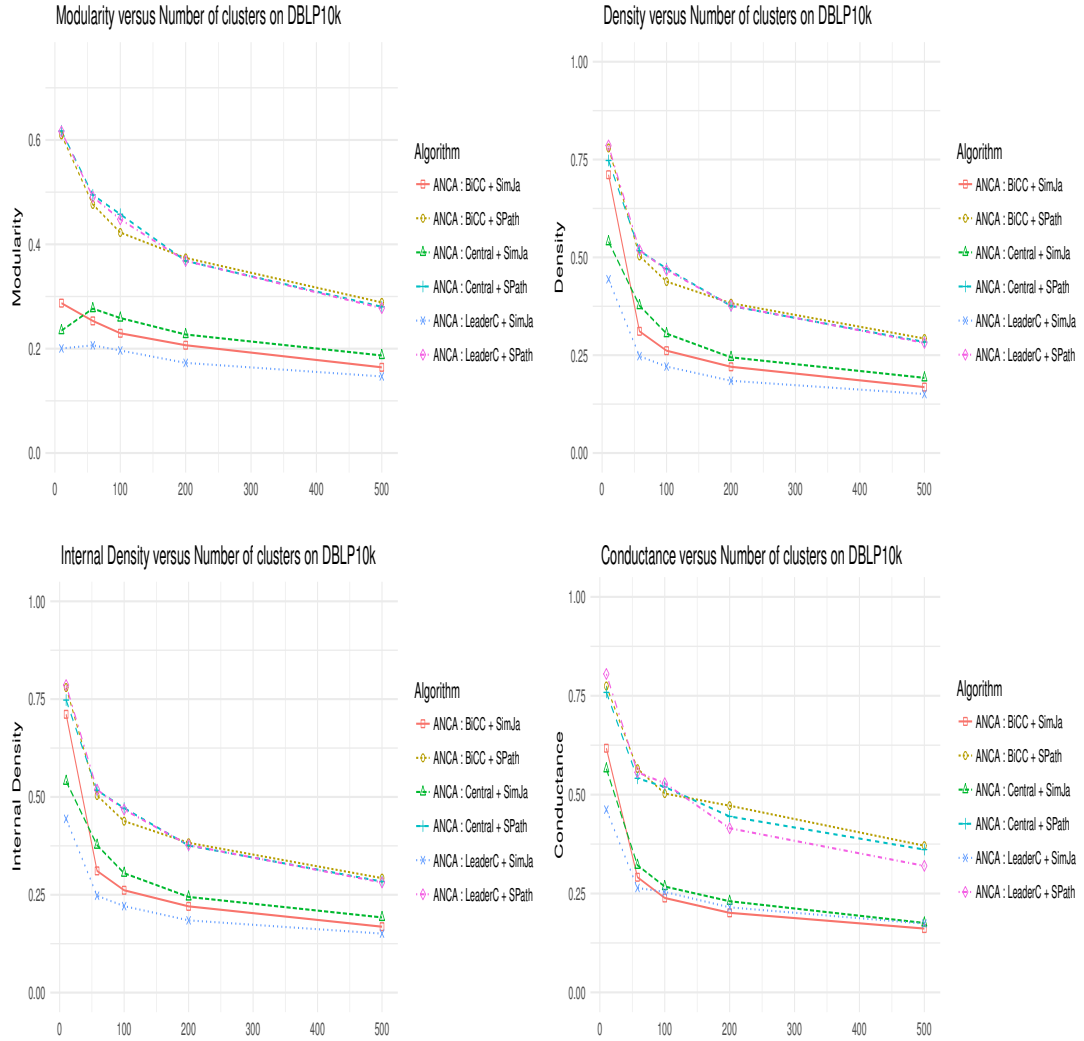 Modularity versus Number of clusters on DBLP10k
Modularity
0.6
0.4
0.2
0.0
0
100
200
300
400
500
Algorithm
ANCA : BiCC + SimJa
ANCA : BiCC + SPath
ANCA : Central + SimJa
ANCA : Central + SPath
ANCA : LeaderC + SimJa
ANCA : LeaderC + SPath
Density versus Number of clusters on DBLP10k
Density
1.00
0.75
0.50
0.25
0.00
0
100
200
300
400
500
Algorithm
ANCA : BiCC + SimJa
ANCA : BiCC + SPath
ANCA : Central + SimJa
ANCA : Central + SPath
ANCA : LeaderC + SimJa
ANCA : LeaderC + SPath
Internal Density versus Number of clusters on DBLP10k
Internal Density
1.00
0.75
0.50
0.25
0.00
0
100
200
300
400
500
Algorithm
ANCA : BiCC + SimJa
ANCA : BiCC + SPath
ANCA : Central + SimJa
ANCA : Central + SPath
ANCA : LeaderC + SimJa
ANCA : LeaderC + SPath
Conductance versus Number of clusters on DBLP10k
Conductance
1.00
0.75
0.50
0.25
0.00
0
100
200
300
400
500
Algorithm
ANCA : BiCC + SimJa
ANCA : BiCC + SPath
ANCA : Central + SimJa
ANCA : Central + SPath
ANCA : LeaderC + SimJa
ANCA : LeaderC + SPath